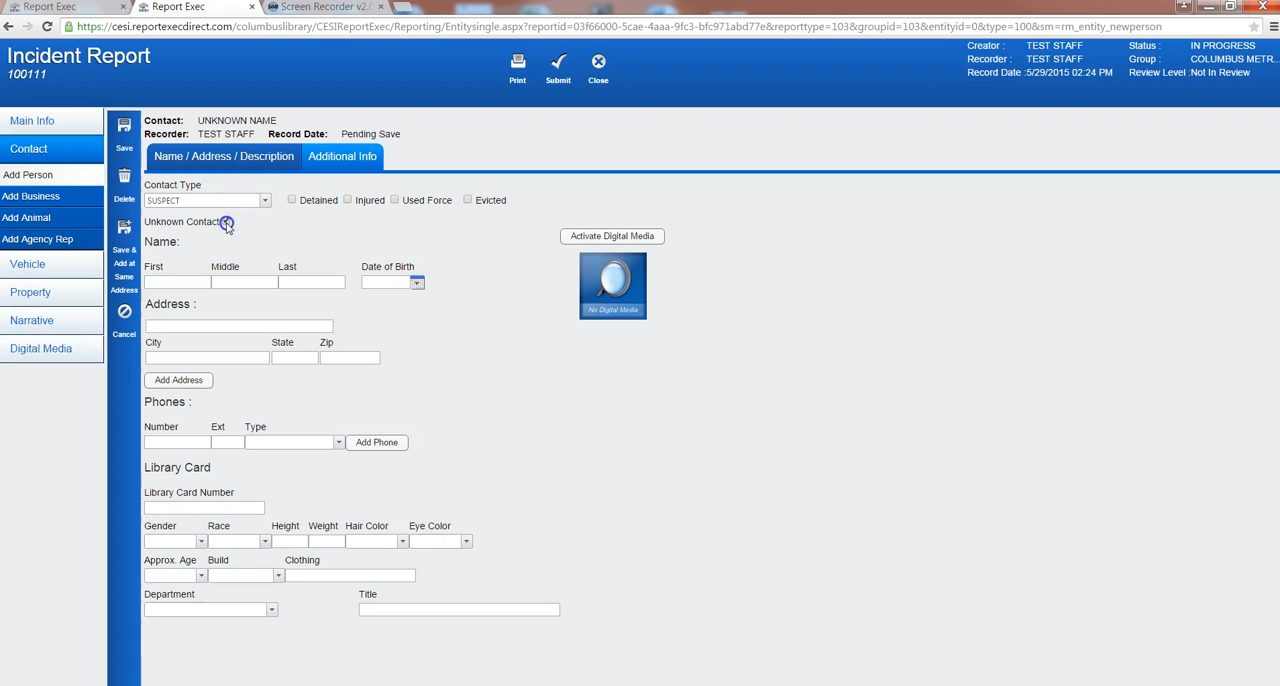 Report Exec
Report Exec
Screen Recorder v2.
https://cesi.reportexecdirect.com/columbuslibrary/CESIReportExec/Reporting/Entitysingle.aspx?reportid=03f66000-5cae-4aaa-9fc3-bfc971abd77e&reporttype=103&groupid=103&entityid=0&type=100&sm=rm_entity_newperson
Incident Report
100111
Print
Submit
Close
Creator : TEST STAFF
Recorder : TEST STAFF
Record Date :5/29/2015 02:24 PM
Status : IN PROGRESS
Group : COLUMBUS METR...
Review Level :Not In Review
Main Info
Contact
Add Person
Add Business
Add Animal
Add Agency Rep
Vehicle
Property
Narrative
Digital Media
Save
Delete
Save &
Add at
Same
Address
Cancel
Contact: UNKNOWN NAME
Recorder: TEST STAFF Record Date: Pending Save
Name / Address / Description
Additional Info
Contact Type
SUSPECT
Detained Injured Used Force Evicted
Unknown Contact
Name:
First Middle Last Date of Birth
Address :
City State Zip
Add Address
Phones :
Number Ext Type
Add Phone
Library Card
Library Card Number
Gender Race Height Weight Hair Color Eye Color
Approx. Age Build Clothing
Department Title
Activate Digital Media
No Digital Media